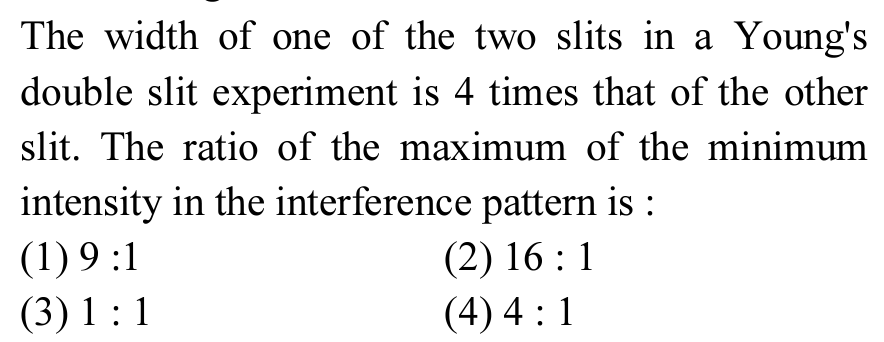 The width of one of the two slits in a Young's
double slit experiment is 4 times that of the other
slit. The ratio of the maximum of the minimum
intensity in the interference pattern is :
(1) 9 :1 (2) 16 : 1
(3) 1 : 1 (4) 4 : 1